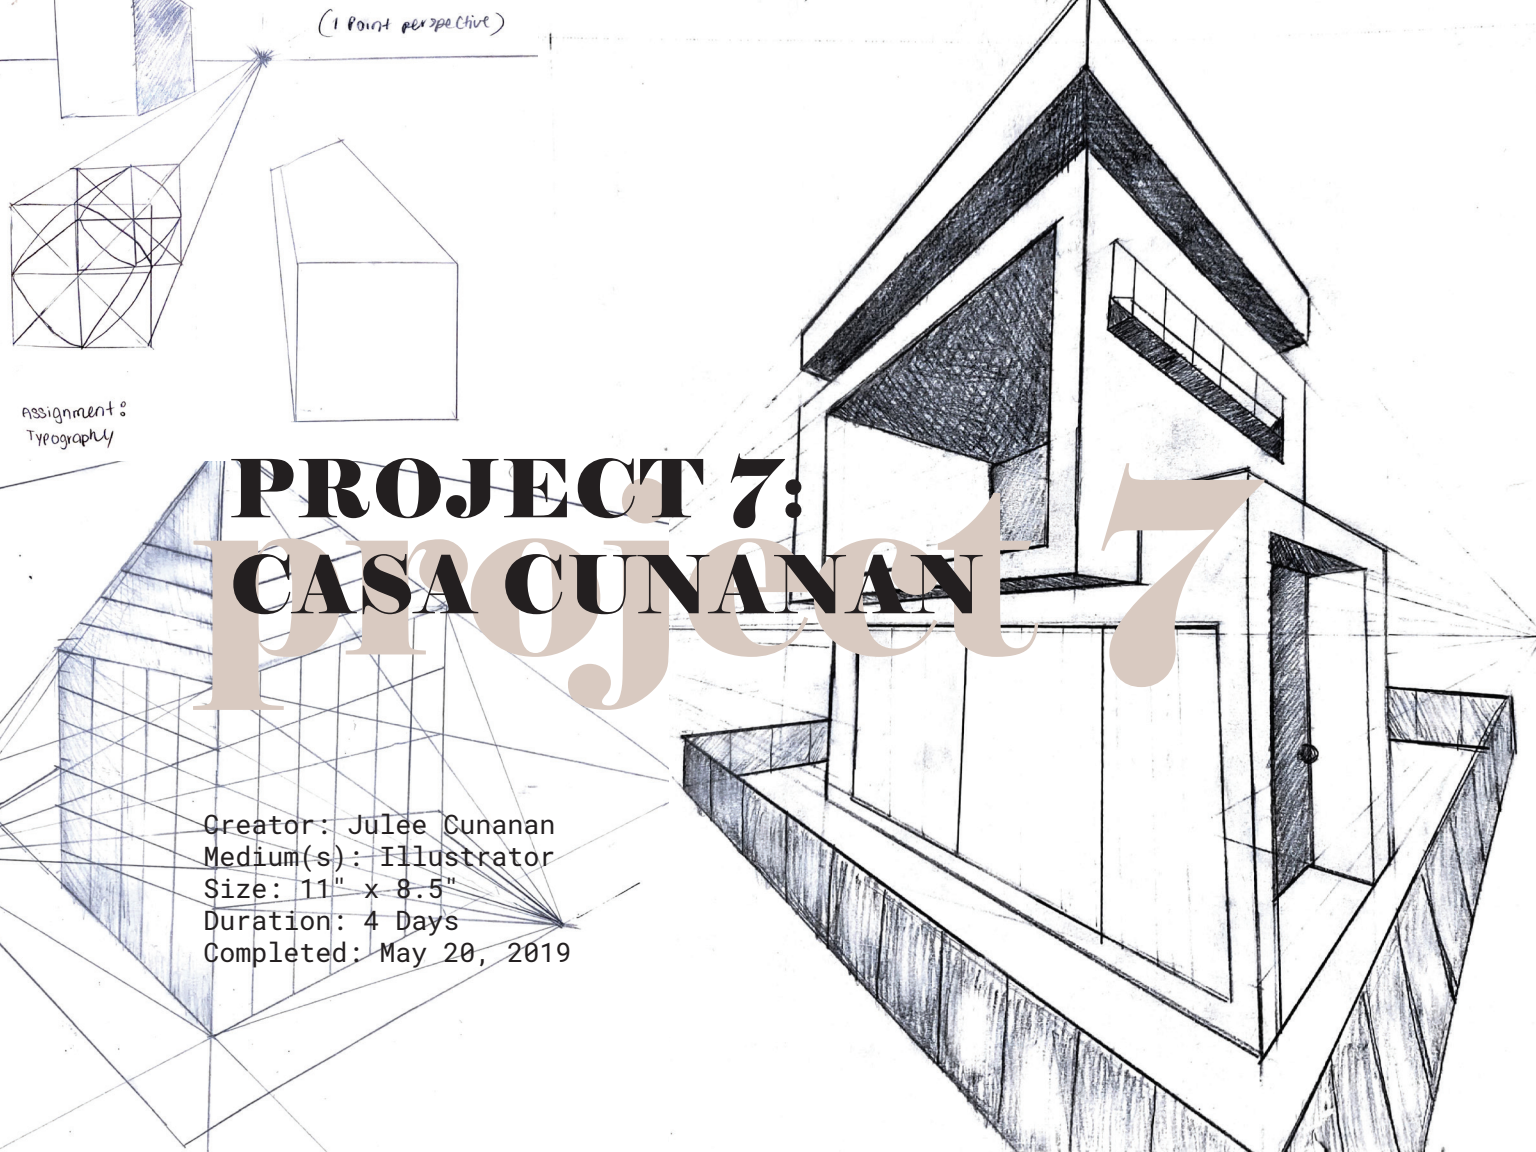 (1 Point perspective)
Assignment:
Typography
PROJECT 7:
project 7
CASA CUNANAN
Creator: Julee Cunanan
Medium(s): Illustrator
Size: 11" x 8.5"
Duration: 4 Days
Completed: May 20, 2019